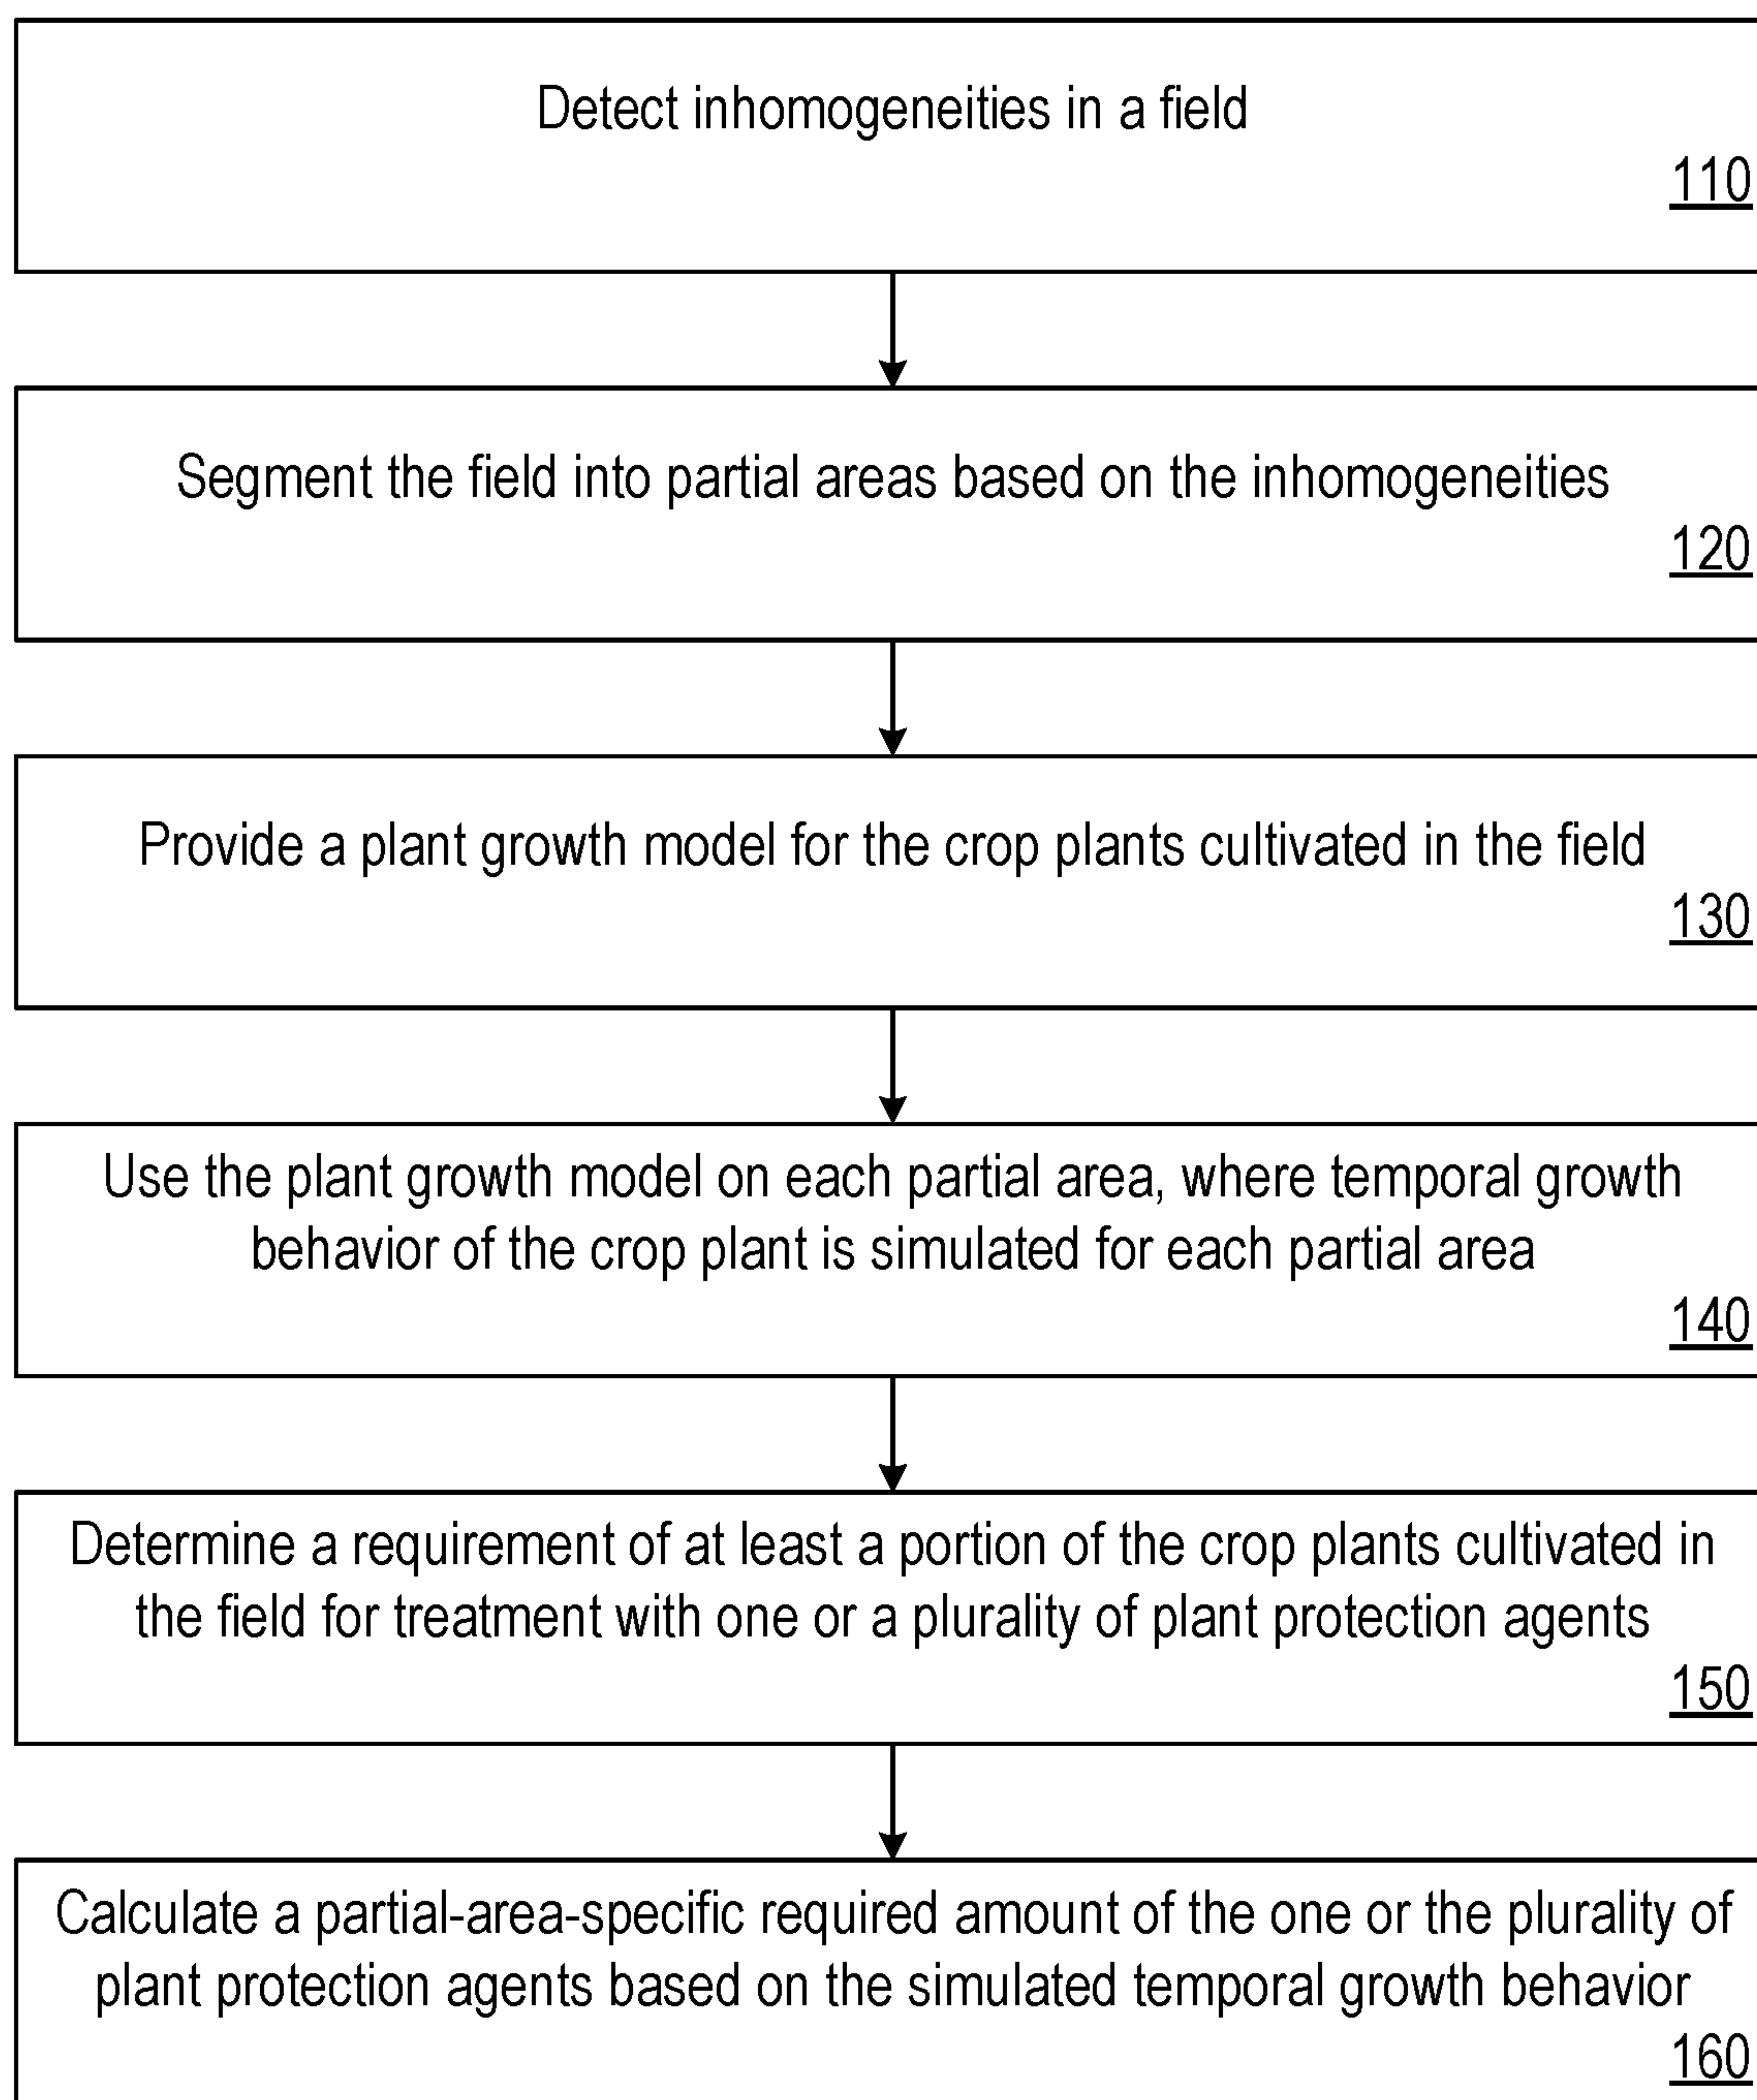 Detect inhomogeneities in a field
110
Segment the field into partial areas based on the inhomogeneities
120
Provide a plant growth model for the crop plants cultivated in the field
130
Use the plant growth model on each partial area, where temporal growth
behavior of the crop plant is simulated for each partial area
140
Determine a requirement of at least a portion of the crop plants cultivated in
the field for treatment with one or a plurality of plant protection agents
150
Calculate a partial-area-specific required amount of the one or the plurality of
plant protection agents based on the simulated temporal growth behavior
160